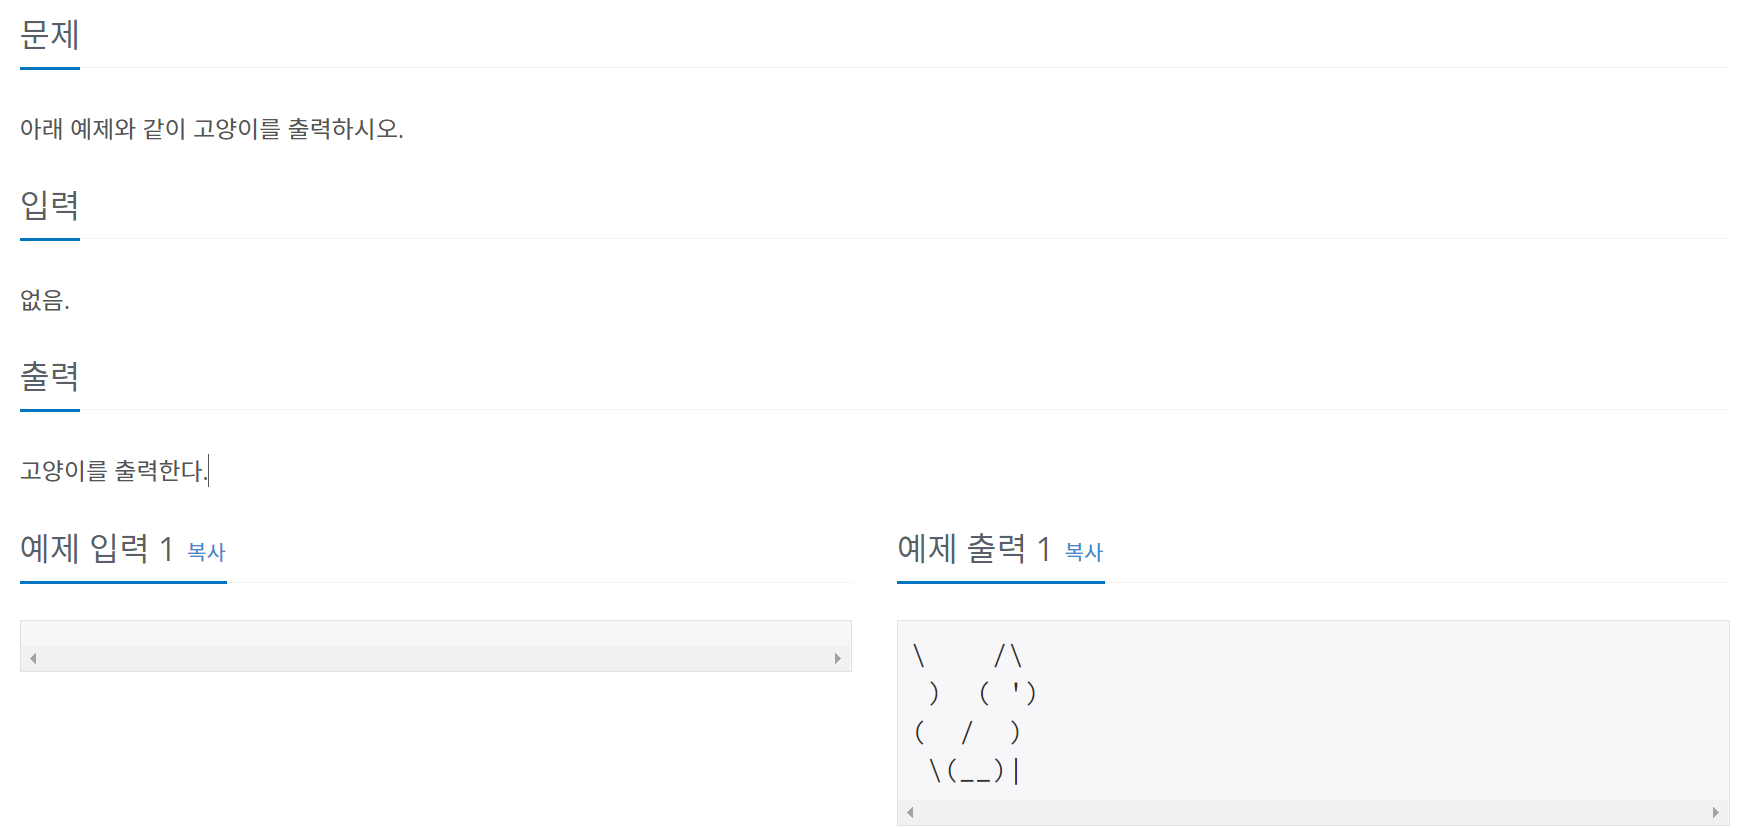 문제
아래 예제와 같이 고양이를 출력하시오.
입력
없음.
출력
고양이를 출력한다.
예제 입력 1 복사
예제 출력 1 복사
\    /\
 )  ( ')
(  /  )
 \(__)|